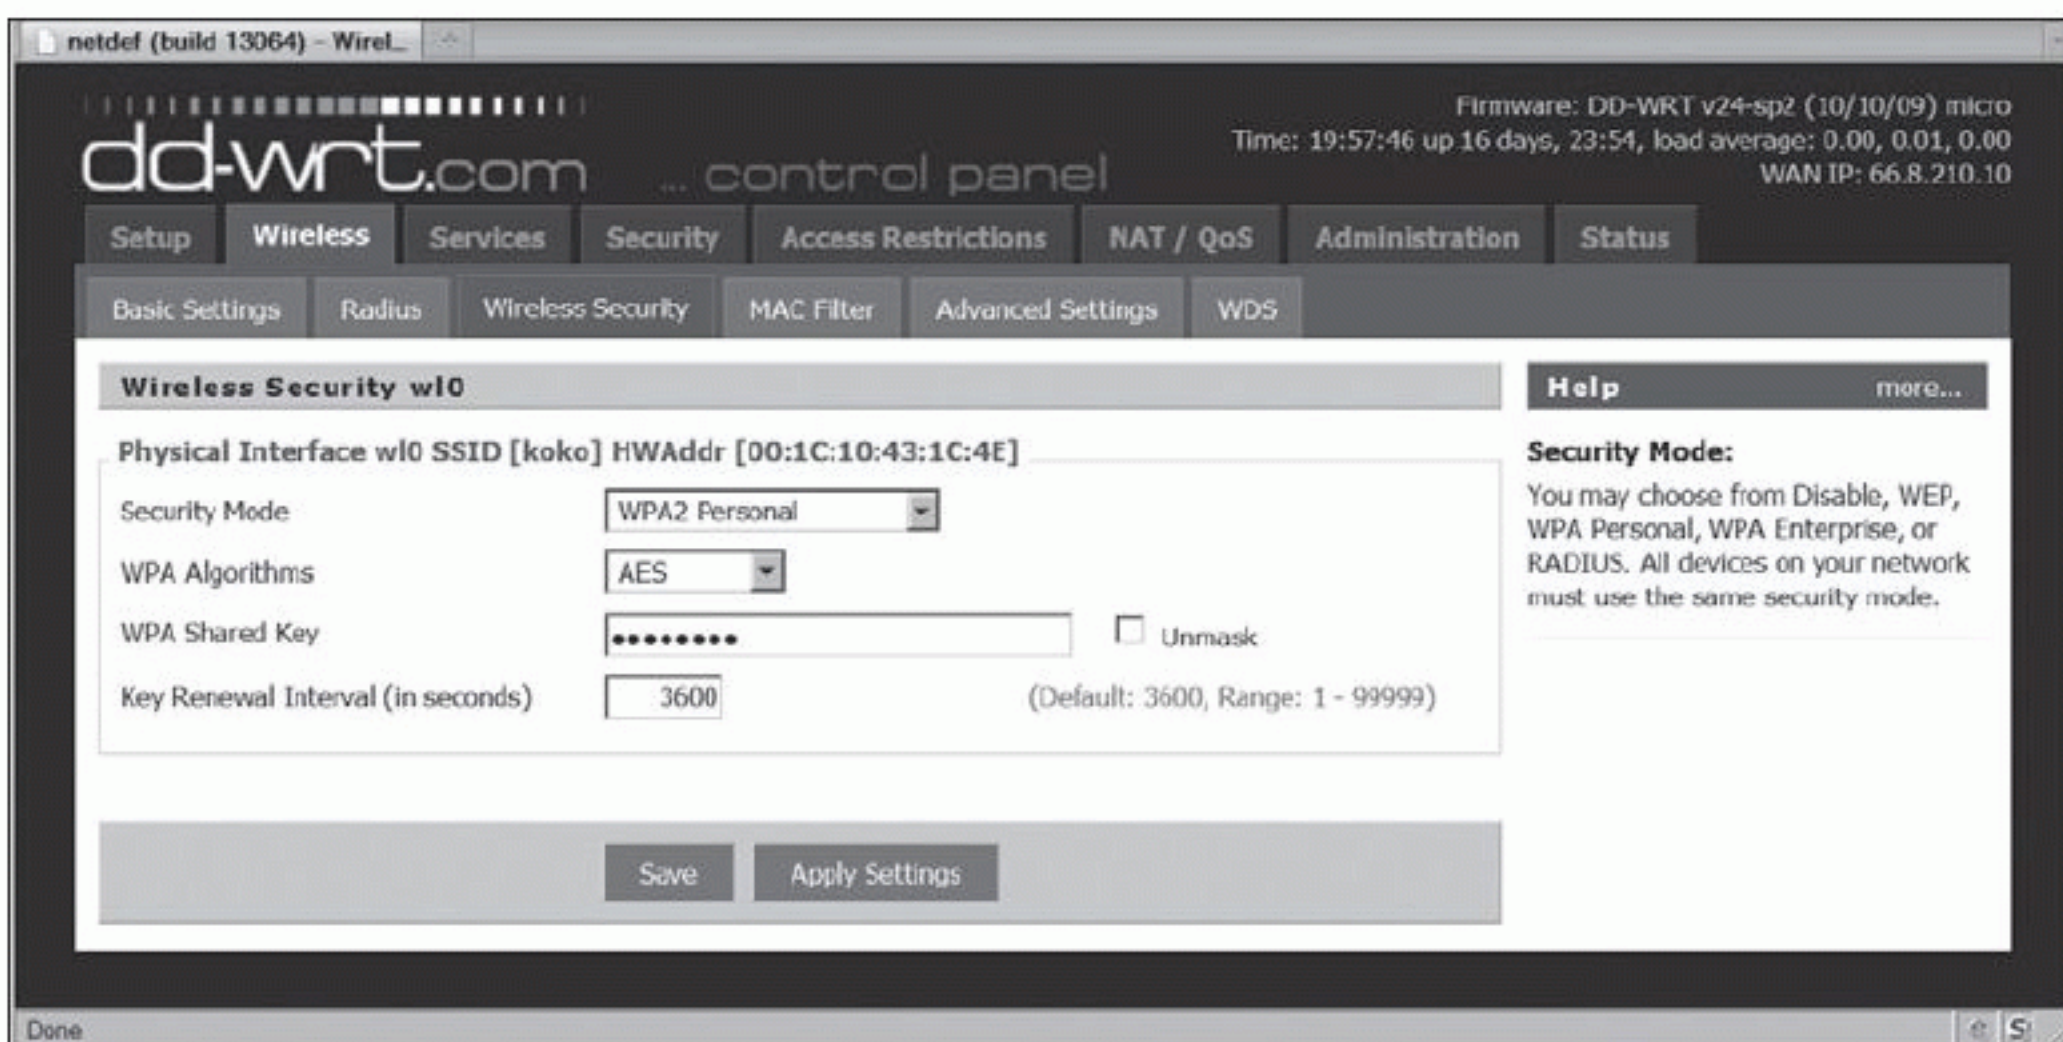 netdef (build 13064) - Wirel...
Firmware: DD-WRT v24-sp2 (10/10/09) micro
Time: 19:57:46 up 16 days, 23:54, load average: 0.00, 0.01, 0.00
WAN IP: 66.8.210.10
dd-wrt.com ... control panel
Setup Wireless Services Security Access Restrictions NAT / QoS Administration Status
Basic Settings Radius Wireless Security MAC Filter Advanced Settings WDS
Wireless Security wl0
Physical Interface wl0 SSID [koko] HWAddr [00:1C:10:43:1C:4E]
Security Mode WPA2 Personal
WPA Algorithms AES
WPA Shared Key •••••••• Unmask
Key Renewal Interval (in seconds) 3600 (Default: 3600, Range: 1 - 99999)
Save Apply Settings
Help more...
Security Mode:
You may choose from Disable, WEP,
WPA Personal, WPA Enterprise, or
RADIUS. All devices on your network
must use the same security mode.
Done
S